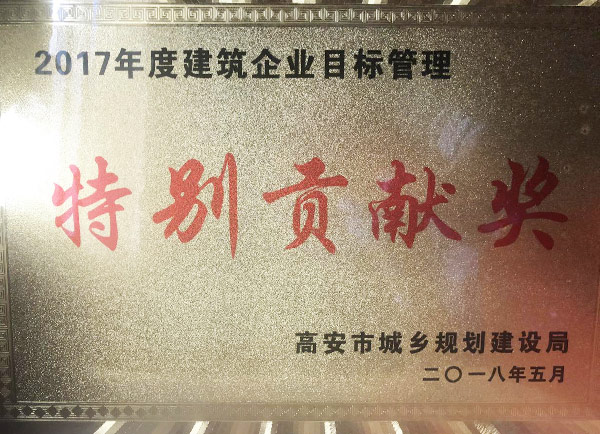 2017年度建筑企业目标管理
特别贡献奖
高安市城乡规划建设局
二〇一八年五月